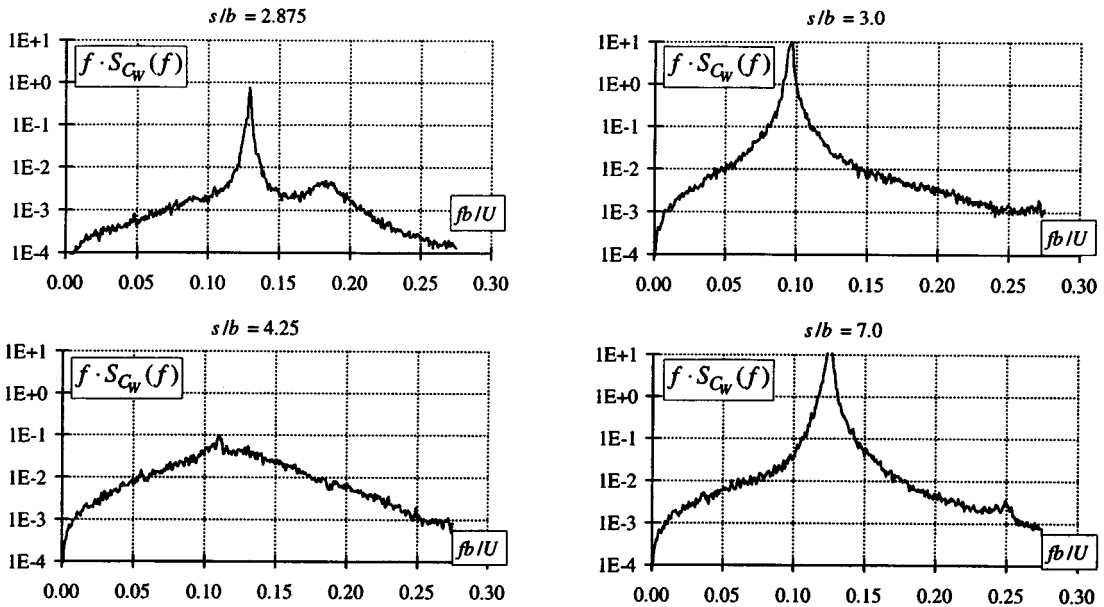 s/b = 2.875
1E+1
1E+0
1E-1
1E-2
1E-3
1E-4
f · S_{C_W}(f)
fb/U
0.00 0.05 0.10 0.15 0.20 0.25 0.30
s/b = 3.0
1E+1
1E+0
1E-1
1E-2
1E-3
1E-4
f · S_{C_W}(f)
fb/U
0.00 0.05 0.10 0.15 0.20 0.25 0.30
s/b = 4.25
1E+1
1E+0
1E-1
1E-2
1E-3
1E-4
f · S_{C_W}(f)
fb/U
0.00 0.05 0.10 0.15 0.20 0.25 0.30
s/b = 7.0
1E+1
1E+0
1E-1
1E-2
1E-3
1E-4
f · S_{C_W}(f)
fb/U
0.00 0.05 0.10 0.15 0.20 0.25 0.30